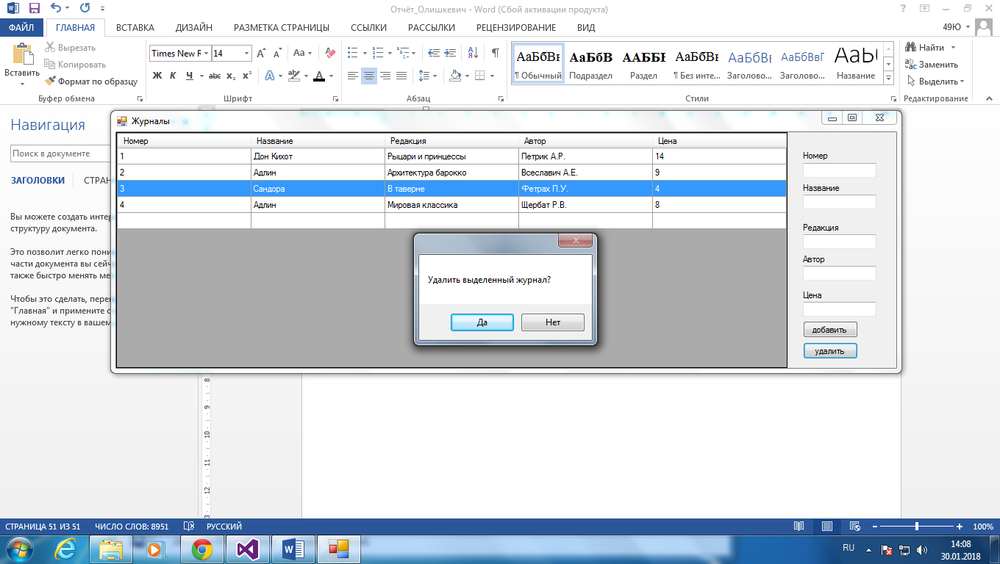 Отчёт_Олишкевич - Word (Сбой активации продукта)
ФАЙЛ ГЛАВНАЯ ВСТАВКА ДИЗАЙН РАЗМЕТКА СТРАНИЦЫ ССЫЛКИ РАССЫЛКИ РЕЦЕНЗИРОВАНИЕ ВИД 49Ю
Вставить
Вырезать
Копировать
Формат по образцу
Буфер обмена
Times New R 14
Шрифт
Абзац
АаБбВв АаБбВ ААББІ АаБбВв АаБбВв АаБбВвГ АаЬ
¶ Обычный Подраздел Раздел ¶ Без инте... Заголово... Заголово... Название
Стили
Найти
Заменить
Выделить
Редактирование
Навигация
Поиск в документе
ЗАГОЛОВКИ СТРАН
Вы можете создать интер
структуру документа.
Это позволит легко пони
части документа вы сейч
также быстро менять ме
Чтобы это сделать, перей
"Главная" и примените с
нужному тексту в вашем
Журналы
Номер Название Редакция Автор Цена
1 Дон Кихот Рыцари и принцессы Петрик А.Р. 14
2 Адлин Архитектура барокко Всеславич А.Е. 9
3 Сандора В таверне Фетрах П.У. 4
4 Адлин Мировая классика Щербат Р.В. 8
Номер
Название
Редакция
Автор
Цена
добавить
удалить
Удалить выделенный журнал?
Да Нет
8
9
10
11
12
СТРАНИЦА 51 ИЗ 51 ЧИСЛО СЛОВ: 8951 РУССКИЙ 100%
RU 14:08
30.01.2018